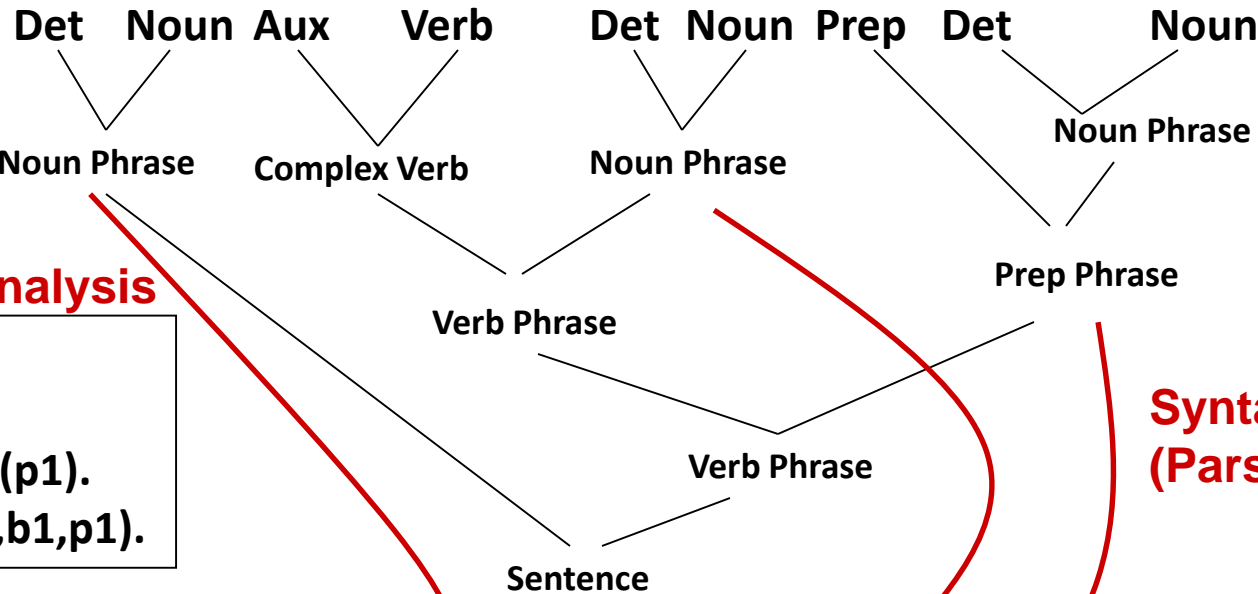 Det Noun Aux Verb Det Noun Prep Det Noun
Noun Phrase
Noun Phrase Complex Verb Noun Phrase
Prep Phrase
nalysis
Verb Phrase
Synta
(Pars
Verb Phrase
(p1).
,b1,p1).
Sentence